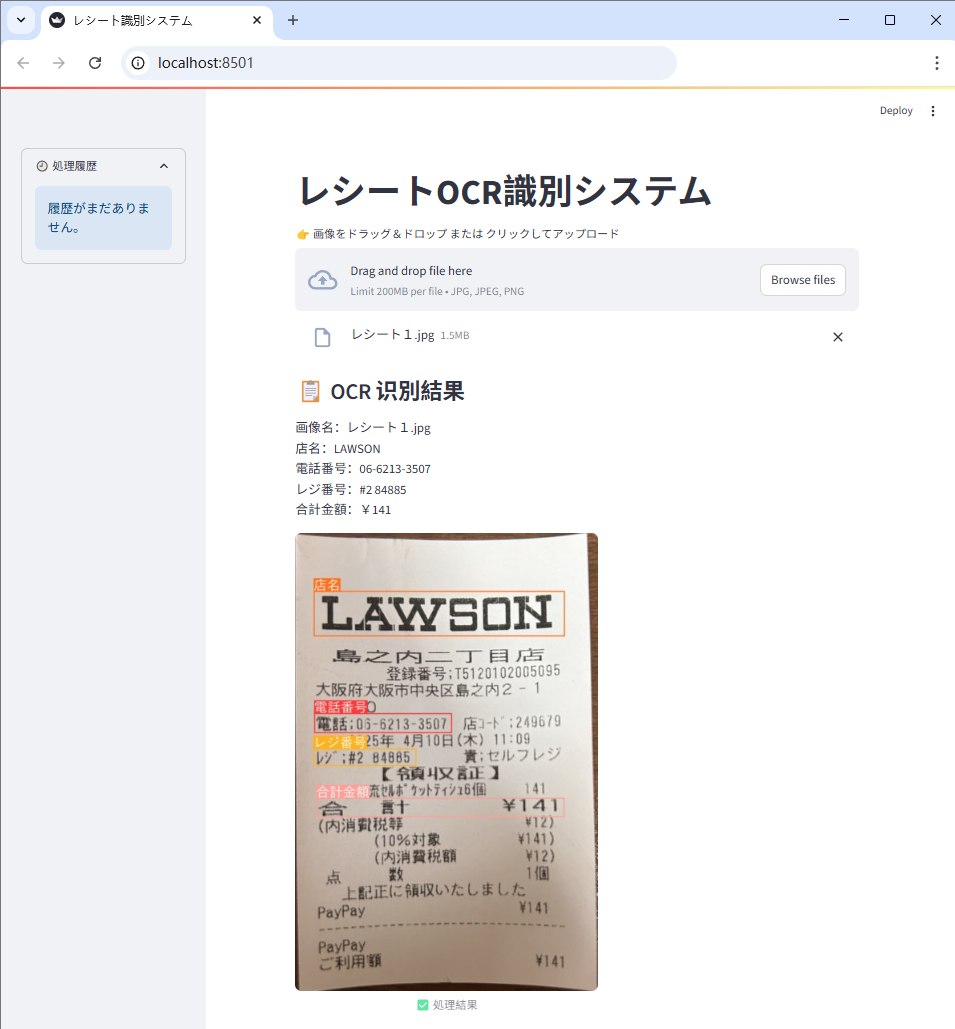 レシート識別システム
localhost:8501
Deploy
処理履歴
履歴がまだありま
せん。
レシートOCR識別システム
画像をドラッグ＆ドロップ または クリックしてアップロード
Drag and drop file here
Limit 200MB per file • JPG, JPEG, PNG
Browse files
レシート１.jpg 1.5MB
OCR 识別結果
画像名：レシート１.jpg
店名：LAWSON
電話番号：06-6213-3507
レジ番号：#2 84885
合計金額：￥141
店名
LAWSON
島之内二丁目店
登録番号;T5120102005095
大阪府大阪市中央区島之内2-1
電話番号
電話;06-6213-3507 店ｺｰﾄﾞ;249679
レジ番号 25年 4月10日(木) 11:09
ﾚｼﾞ;#2 84885 責;セルフレジ
【領収証】
合計金額 流ｾﾙﾎﾟｹｯﾄﾃｨｼｭ6個 141
合 計 ¥141
(内消費税等 ¥12)
(10%対象 ¥141)
(内消費税額 ¥12)
点 数 1個
上記正に領収いたしました
PayPay ¥141
PayPay
ご利用額 ¥141
処理結果